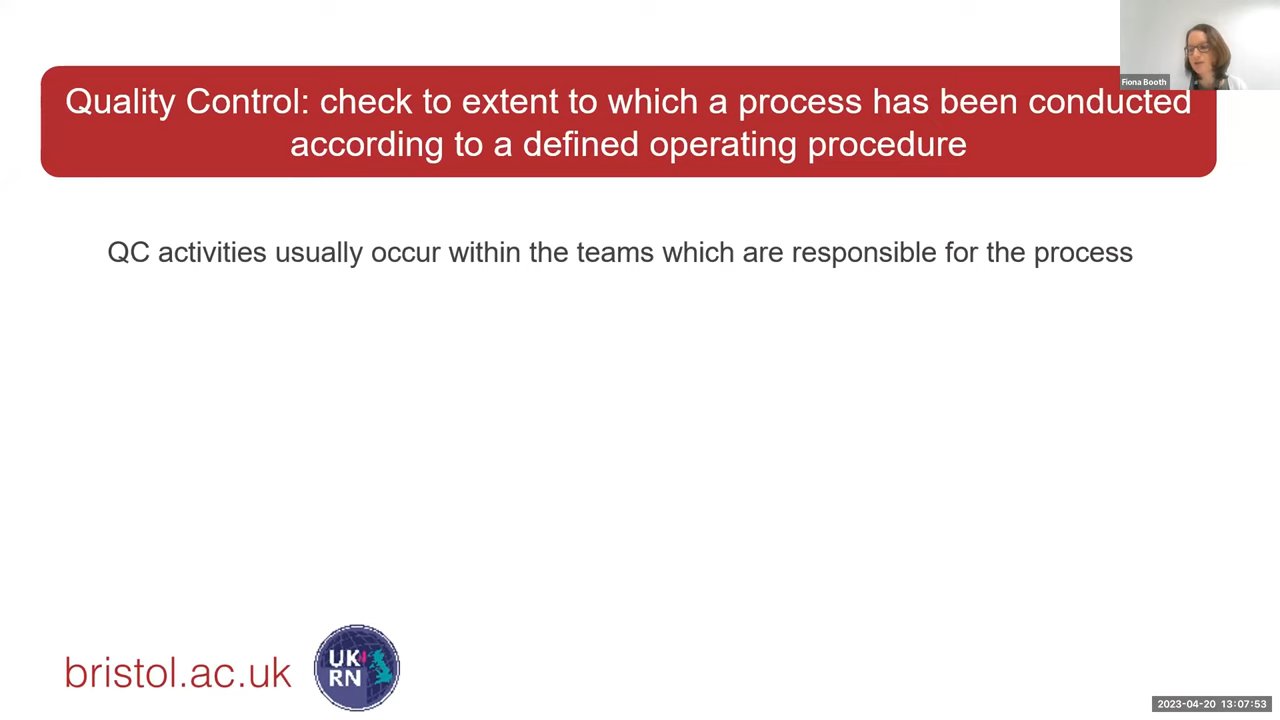 Fiona Booth
Quality Control: check to extent to which a process has been conducted
according to a defined operating procedure
QC activities usually occur within the teams which are responsible for the process
bristol.ac.uk
UK
RN
2023-04-20 13:07:53